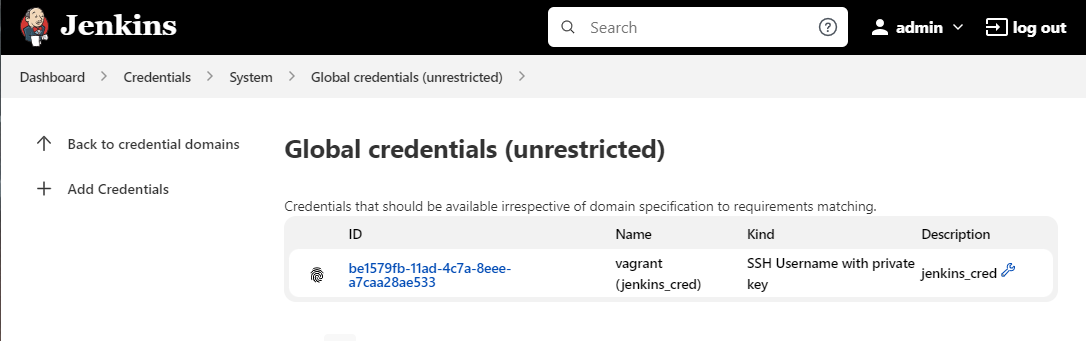 Jenkins
Search
admin
log out
Dashboard
Credentials
System
Global credentials (unrestricted)
Back to credential domains
Add Credentials
Global credentials (unrestricted)
Credentials that should be available irrespective of domain specification to requirements matching.
ID Name Kind Description
be1579fb-11ad-4c7a-8eee-
a7caa28ae533
vagrant
(jenkins_cred)
SSH Username with private
key
jenkins_cred